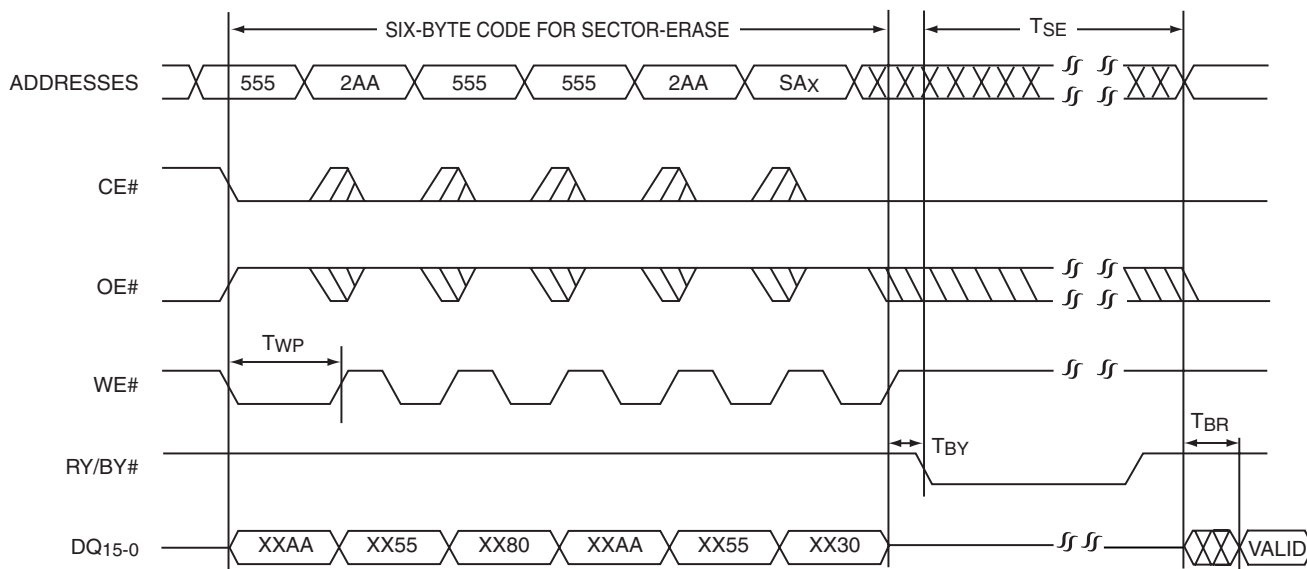 SIX-BYTE CODE FOR SECTOR-ERASE TSE
ADDRESSES 555 2AA 555 555 2AA SAX
CE#
OE#
TWP
WE#
TBR
TBY
RY/BY#
DQ15-0 XXAA XX55 XX80 XXAA XX55 XX30 VALID